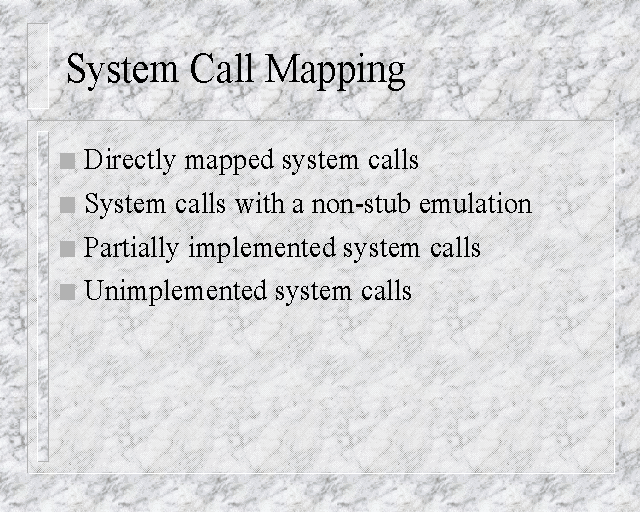 System Call Mapping
Directly mapped system calls
System calls with a non-stub emulation
Partially implemented system calls
Unimplemented system calls